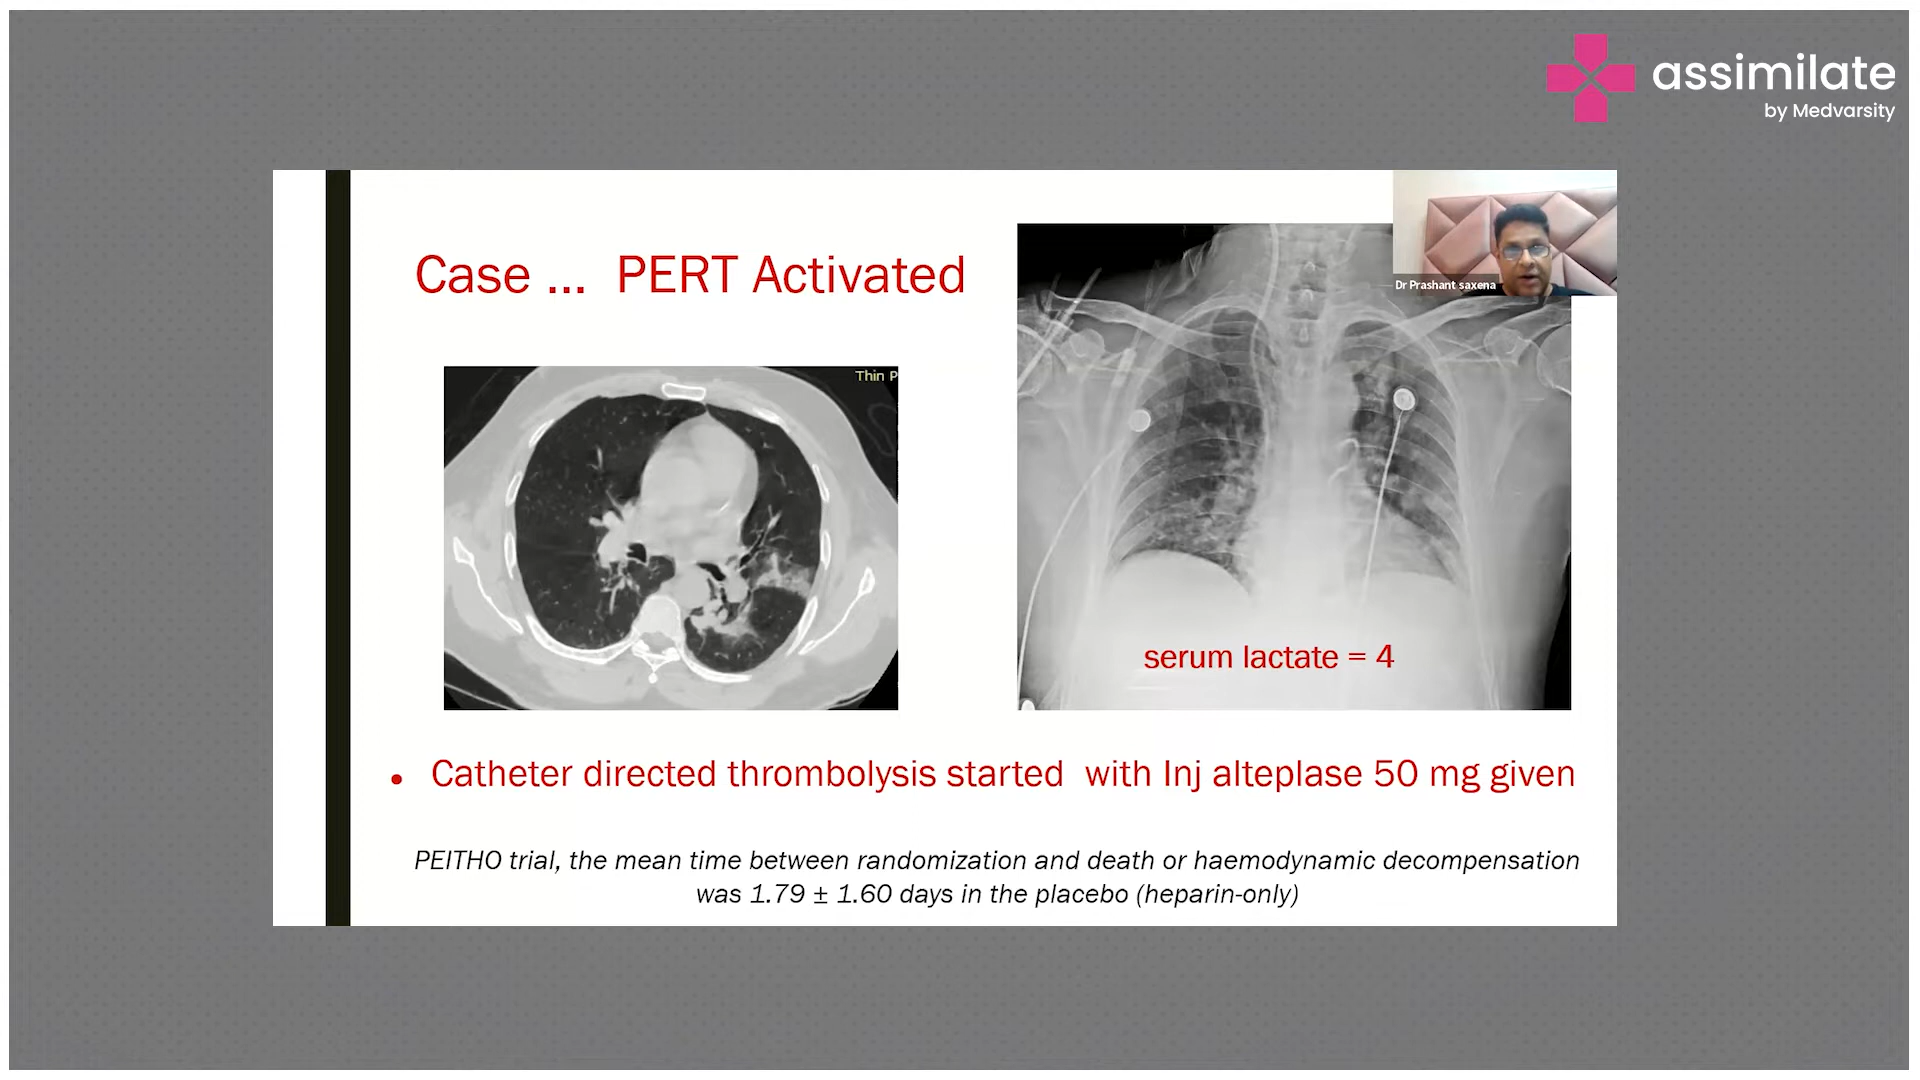 assimilate
by Medvarsity
Case ... PERT Activated
Dr Prashant saxena
Thin P
serum lactate = 4
• Catheter directed thrombolysis started with Inj alteplase 50 mg given
PEITHO trial, the mean time between randomization and death or haemodynamic decompensation
was 1.79 ± 1.60 days in the placebo (heparin-only)